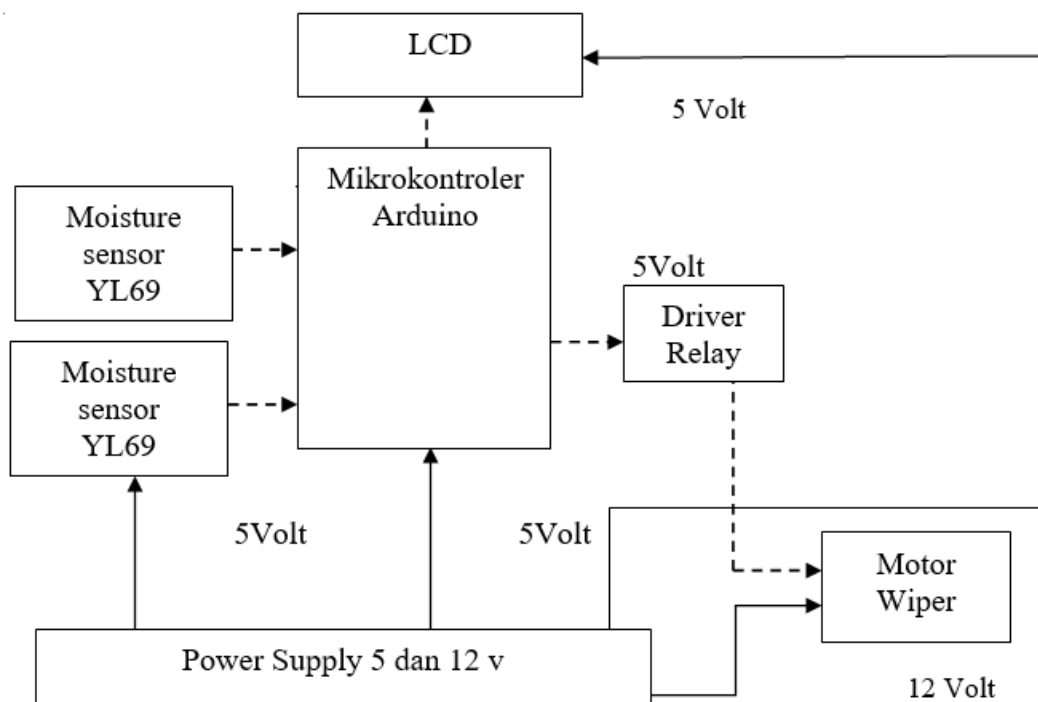 LCD
5 Volt
Mikrokontroler
Arduino
Moisture
sensor
YL69
5Volt
Driver
Relay
Moisture
sensor
YL69
5Volt
5Volt
Motor
Wiper
Power Supply 5 dan 12 v
12 Volt